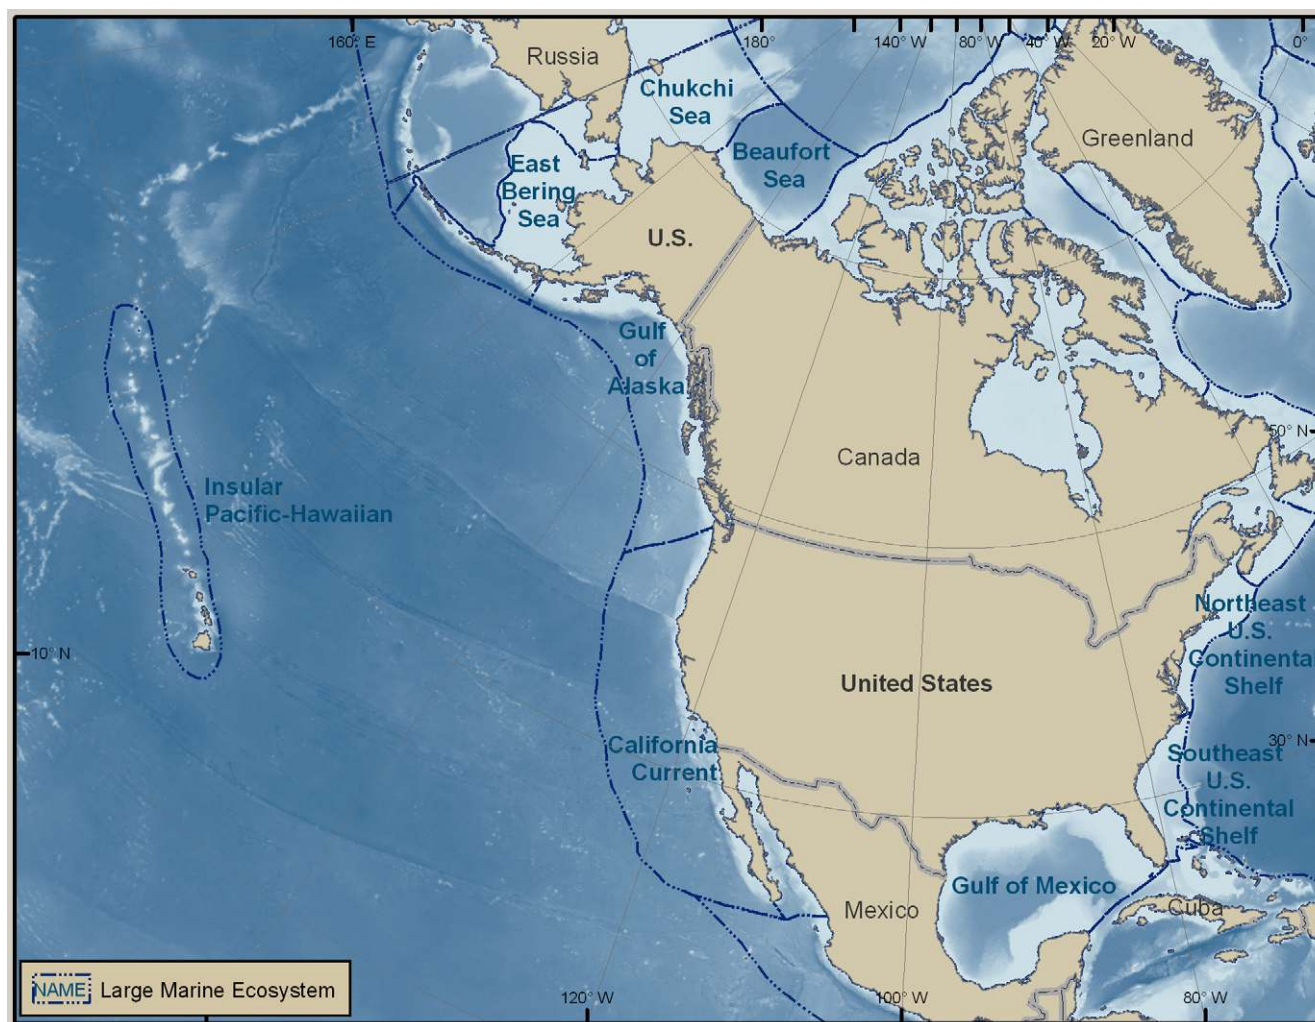 160° E
180°
140° W
80° W
40° W
20° W
0°
Russia
Chukchi
Sea
Greenland
Beaufort
Sea
East
Bering
Sea
U.S.
Gulf
of
Alaska
50° N
Canada
Insular
Pacific-Hawaiian
Northeast
U.S.
Continental
Shelf
10° N
United States
30° N
California
Current
Southeast
U.S.
Continental
Shelf
Gulf of Mexico
Mexico
Cuba
NAME
Large Marine Ecosystem
120° W
100° W
80° W